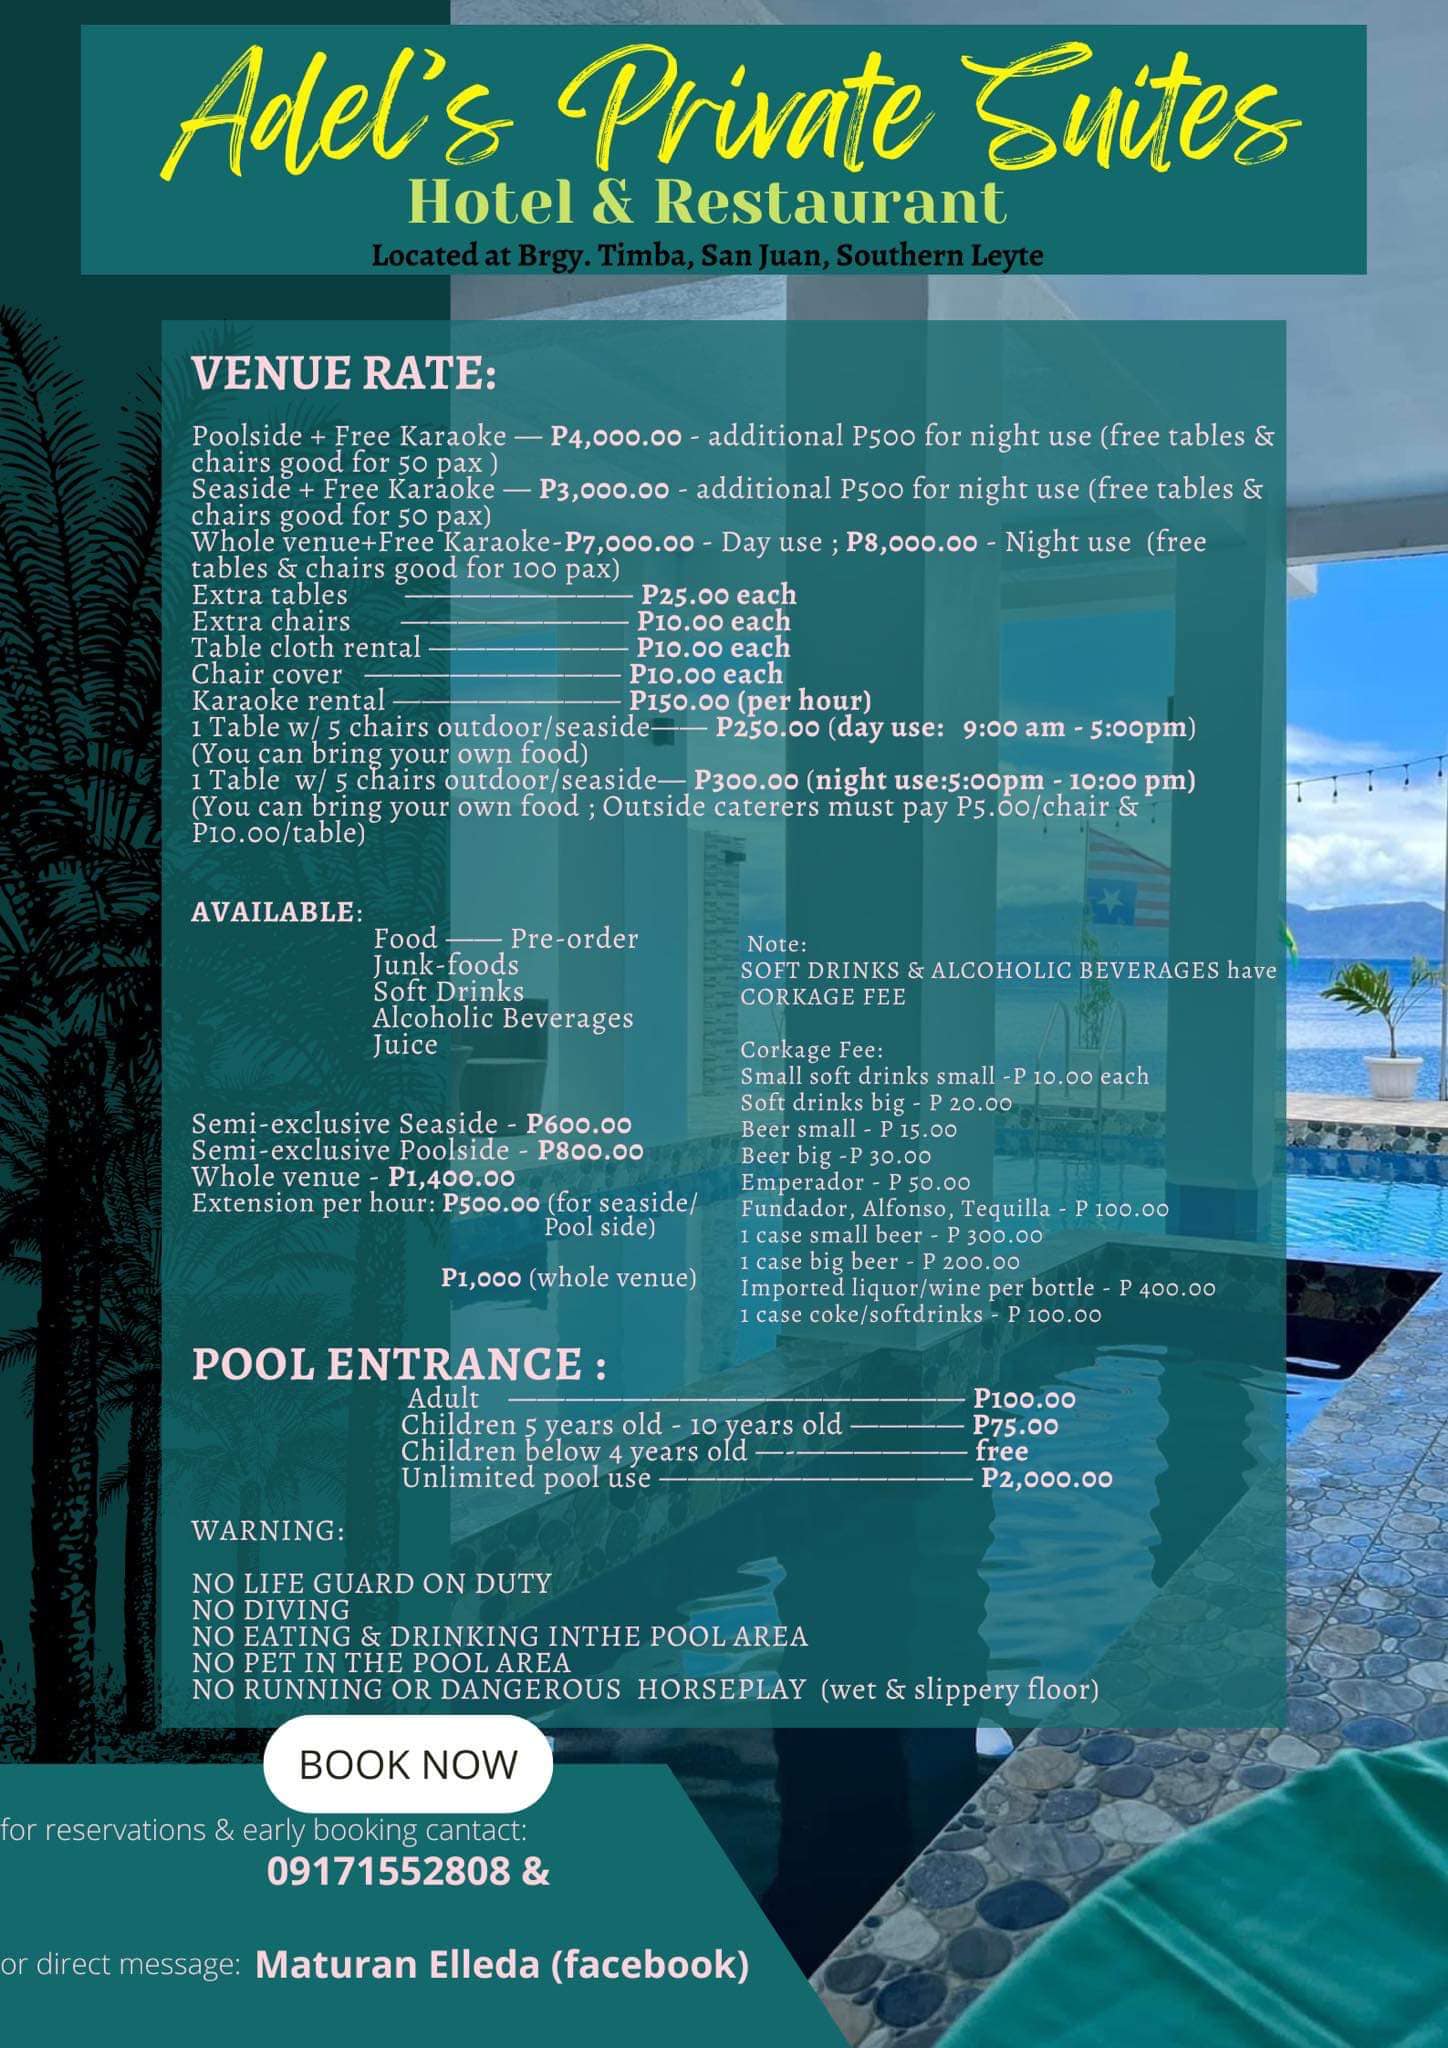 Adel's Private Suites
Hotel & Restaurant
Located at Brgy. Timba, San Juan, Southern Leyte
VENUE RATE:
Poolside + Free Karaoke — P4,000.00 - additional P500 for night use (free tables &
chairs good for 50 pax )
Seaside + Free Karaoke — P3,000.00 - additional P500 for night use (free tables &
chairs good for 50 pax)
Whole venue+Free Karaoke-P7,000.00 - Day use ; P8,000.00 - Night use (free
tables & chairs good for 100 pax)
Extra tables ———————— P25.00 each
Extra chairs ———————— P10.00 each
Table cloth rental ——————— P10.00 each
Chair cover ————————— P10.00 each
Karaoke rental ———————— P150.00 (per hour)
1 Table w/ 5 chairs outdoor/seaside—— P250.00 (day use: 9:00 am - 5:00pm)
(You can bring your own food)
1 Table w/ 5 chairs outdoor/seaside— P300.00 (night use:5:00pm - 10:00 pm)
(You can bring your own food ; Outside caterers must pay P5.00/chair &
P10.00/table)
AVAILABLE:
Food —— Pre-order
Junk-foods
Soft Drinks
Alcoholic Beverages
Juice
Semi-exclusive Seaside - P600.00
Semi-exclusive Poolside - P800.00
Whole venue - P1,400.00
Extension per hour: P500.00 (for seaside/
Pool side)
P1,000 (whole venue)
Note:
SOFT DRINKS & ALCOHOLIC BEVERAGES have
CORKAGE FEE
Corkage Fee:
Small soft drinks small -P 10.00 each
Soft drinks big - P 20.00
Beer small - P 15.00
Beer big -P 30.00
Emperador - P 50.00
Fundador, Alfonso, Tequilla - P 100.00
1 case small beer - P 300.00
1 case big beer - P 200.00
Imported liquor/wine per bottle - P 400.00
1 case coke/softdrinks - P 100.00
POOL ENTRANCE :
Adult ———————————————— P100.00
Children 5 years old - 10 years old ———— P75.00
Children below 4 years old ———————— free
Unlimited pool use ——————————— P2,000.00
WARNING:
NO LIFE GUARD ON DUTY
NO DIVING
NO EATING & DRINKING INTHE POOL AREA
NO PET IN THE POOL AREA
NO RUNNING OR DANGEROUS HORSEPLAY (wet & slippery floor)
BOOK NOW
for reservations & early booking cantact:
09171552808 &
or direct message: Maturan Elleda (facebook)